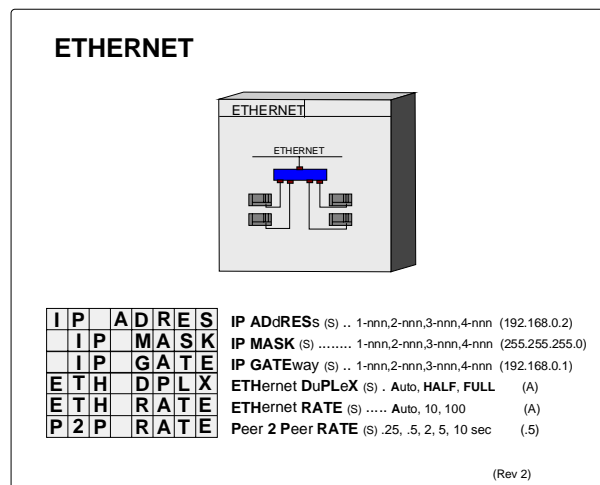 ETHERNET
ETHERNET
ETHERNET
IP ADRES IP ADdRESs (S) .. 1-nnn,2-nnn,3-nnn,4-nnn (192.168.0.2)
IP MASK IP MASK (S) ........ 1-nnn,2-nnn,3-nnn,4-nnn (255.255.255.0)
IP GATE IP GATEway (S) ..... 1-nnn,2-nnn,3-nnn,4-nnn (192.168.0.1)
ETH DPLX ETHernet DuPLeX (S) . Auto, HALF, FULL (A)
ETH RATE ETHernet RATE (S) ..... Auto, 10, 100 (A)
P2P RATE Peer 2 Peer RATE (S) .25, .5, 2, 5, 10 sec (.5)
(Rev 2)